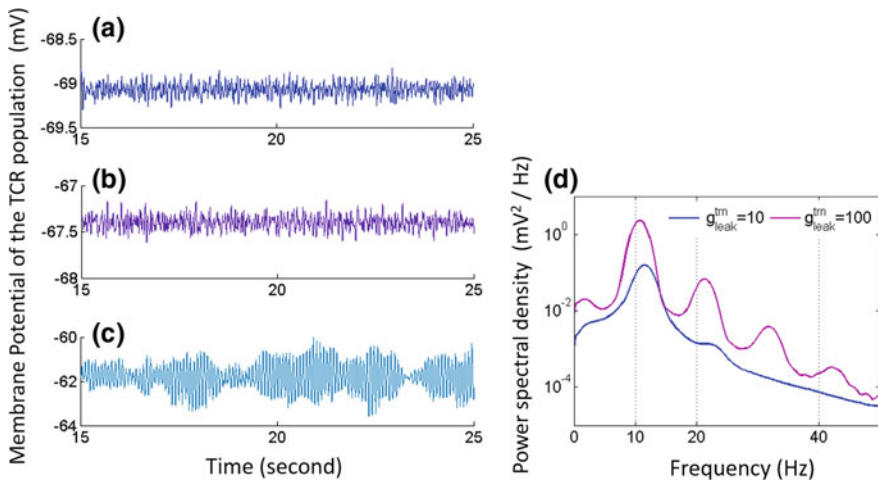 Membrane Potential of the TCR population (mV)
(a)
-68.5
-69
-69.5
15 20 25
(b)
-67
-67.5
-68
15 20 25
(c)
-60
-62
-64
15 20 25
Time (second)
(d)
Power spectral density (mV² / Hz)
g^{trn}_{leak}=10 g^{trn}_{leak}=100
10^0
10^{-2}
10^{-4}
0 10 20 40
Frequency (Hz)